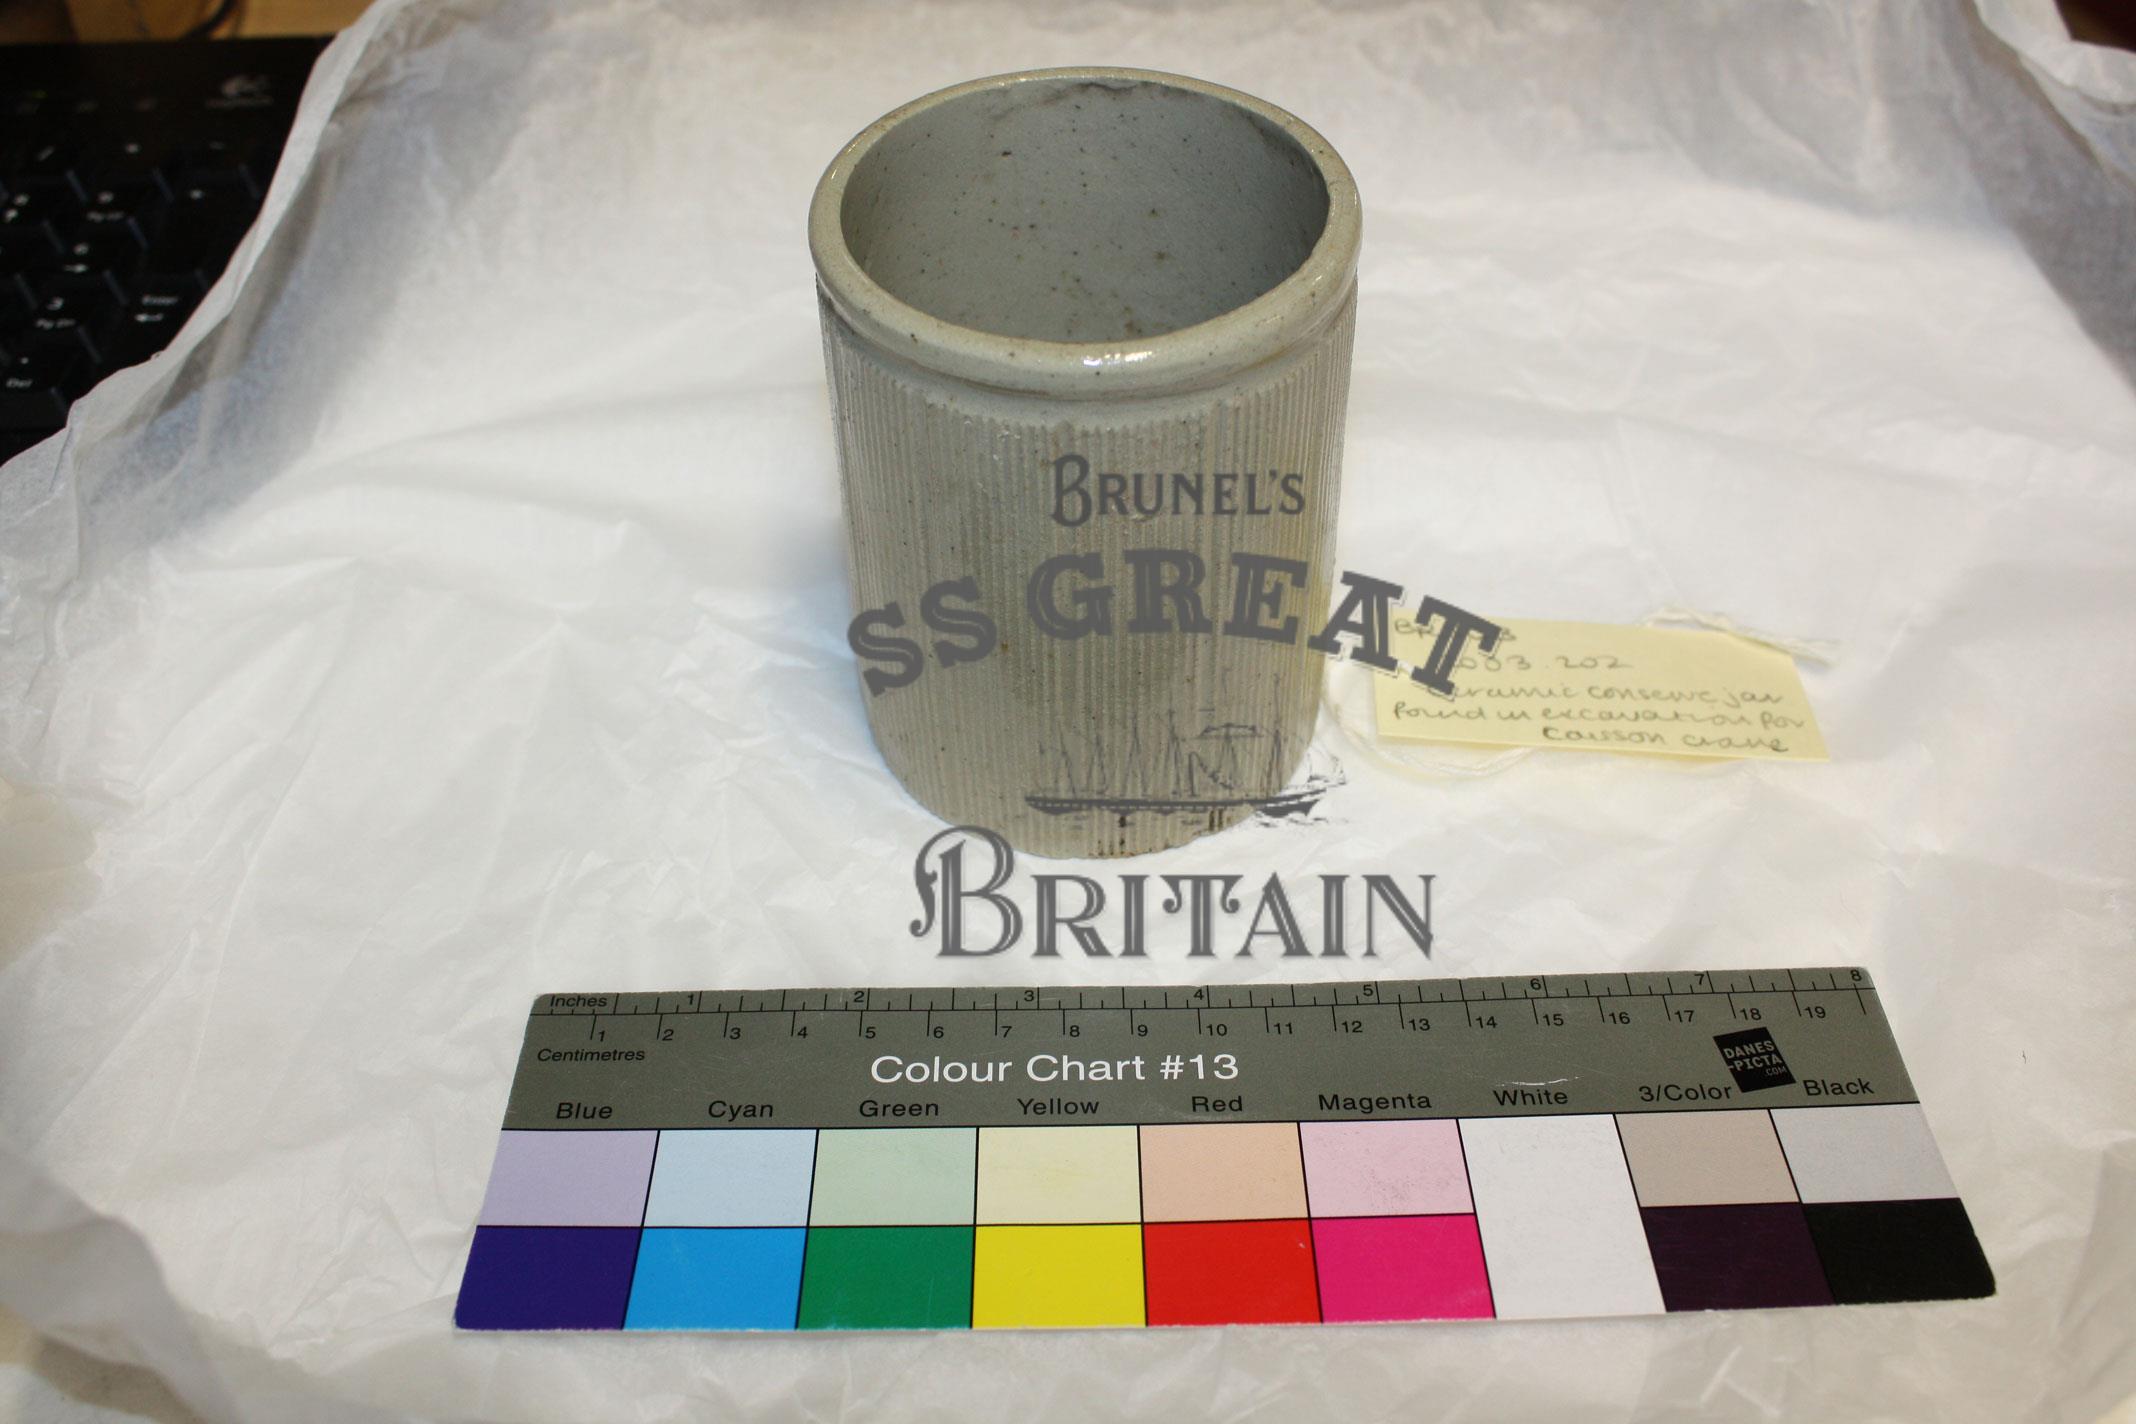 BRUNEL'S
SS GREAT
BRITAIN
003.202
ceramic conserve jar
found in excavation for
caisson crane
Inches 1 2 3 4 5 6 7 8
1 2 3 4 5 6 7 8 9 10 11 12 13 14 15 16 17 18 19
Centimetres
Colour Chart #13
DANES
-PICTA
.COM
Blue Cyan Green Yellow Red Magenta White 3/Color Black